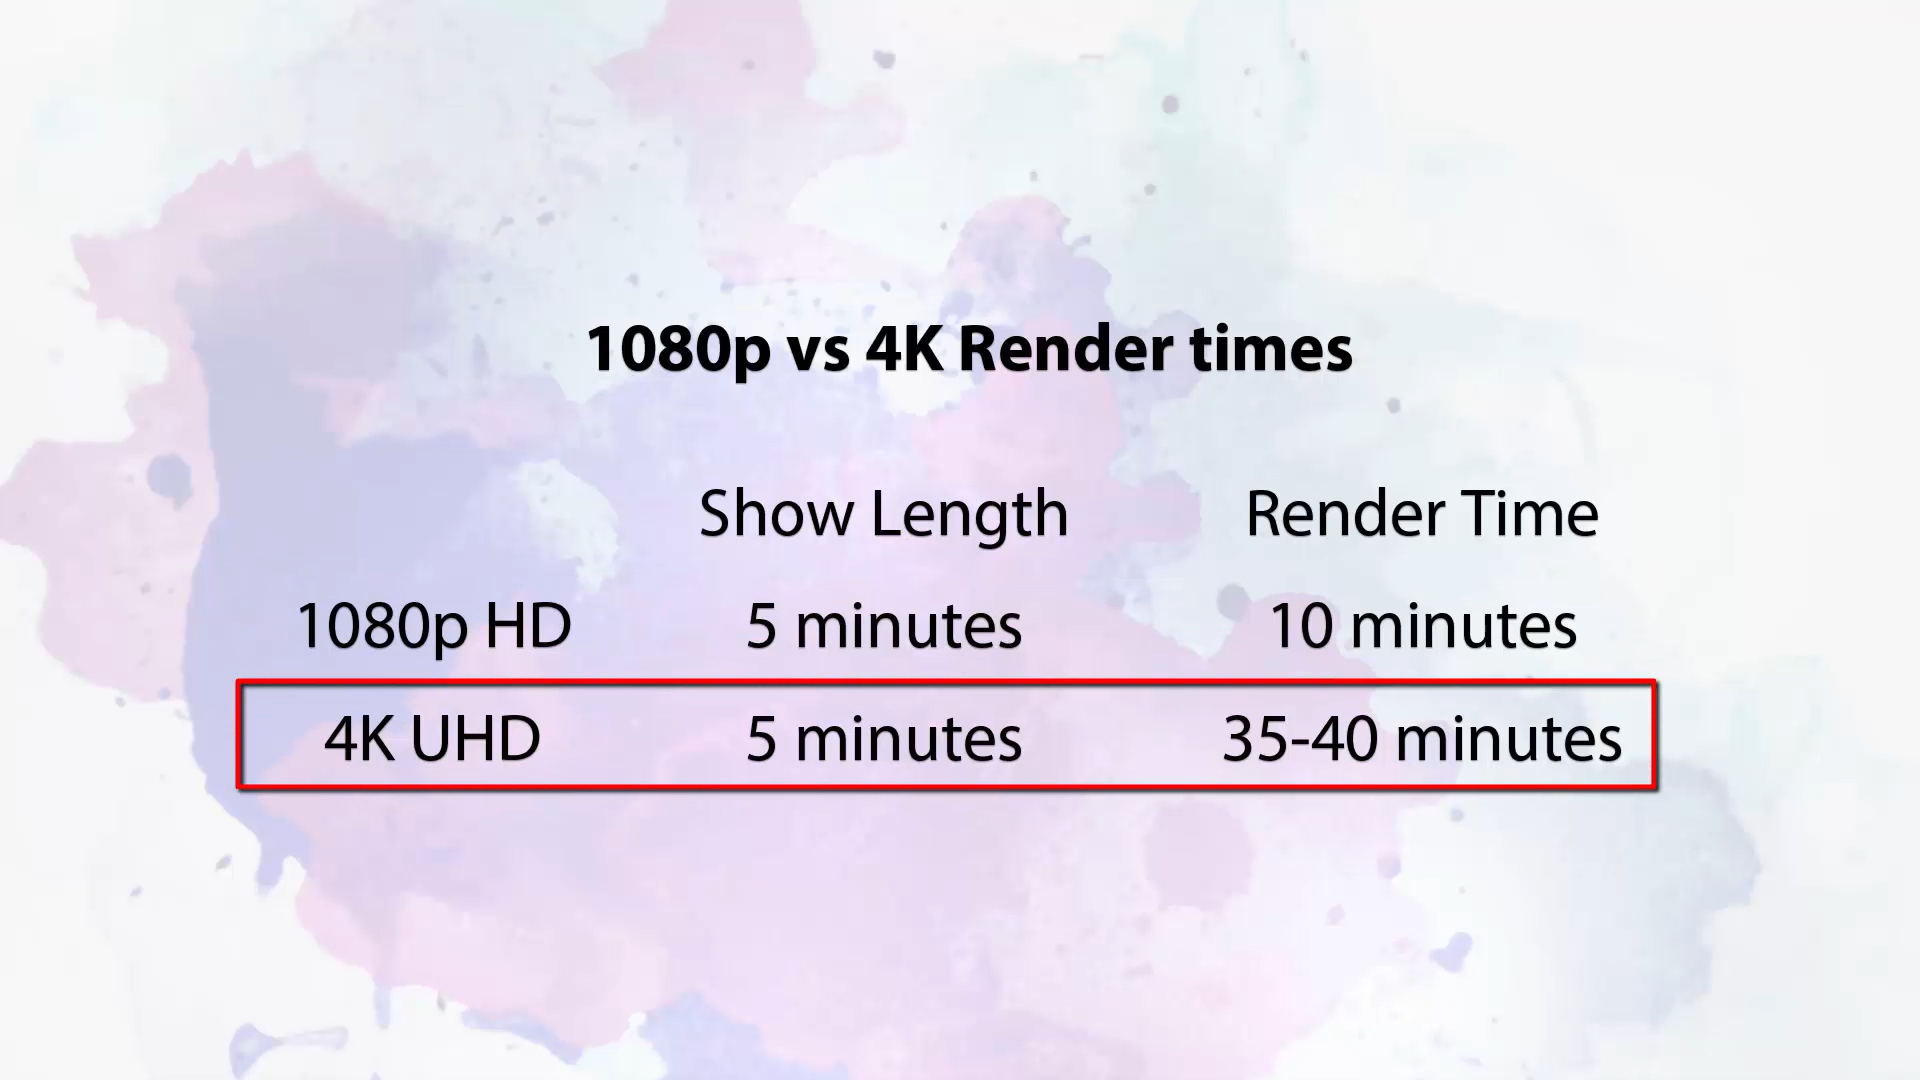 1080p vs 4K Render times
Show Length Render Time
1080p HD 5 minutes 10 minutes
4K UHD 5 minutes 35-40 minutes